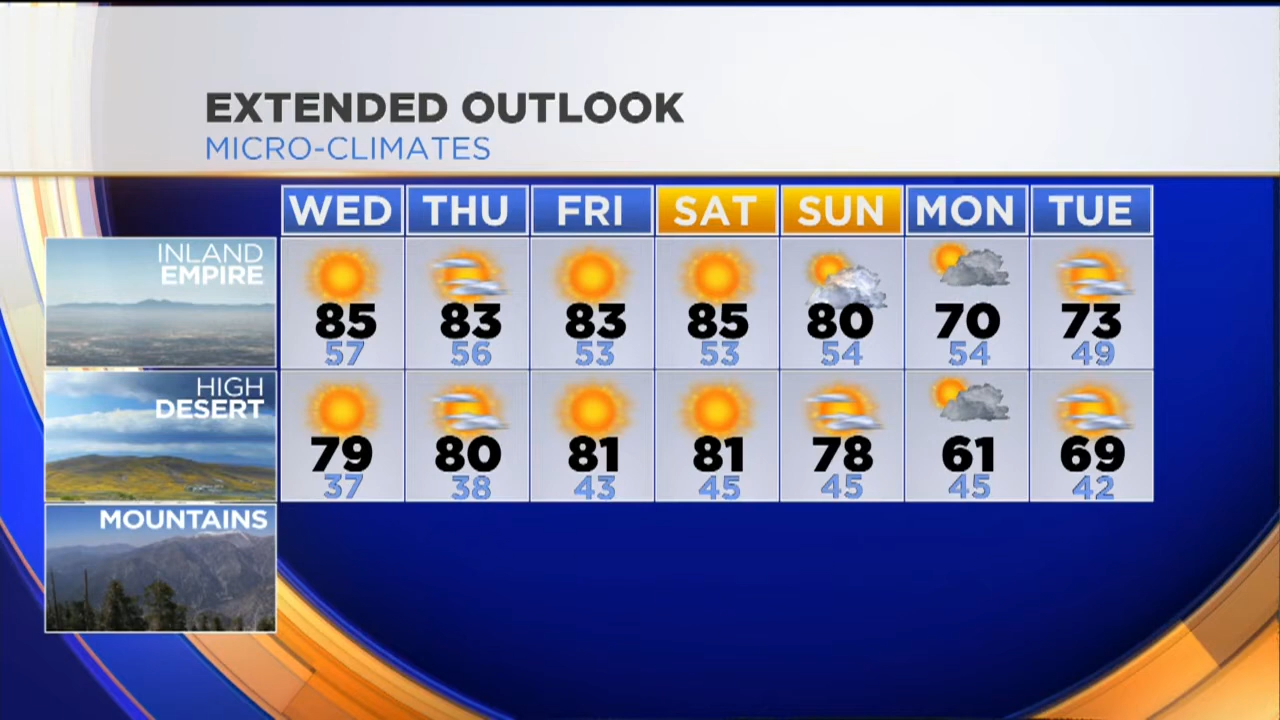 EXTENDED OUTLOOK
MICRO-CLIMATES
WED THU FRI SAT SUN MON TUE
INLAND
EMPIRE
85 83 83 85 80 70 73
57 56 53 53 54 54 49
HIGH
DESERT
79 80 81 81 78 61 69
37 38 43 45 45 45 42
MOUNTAINS